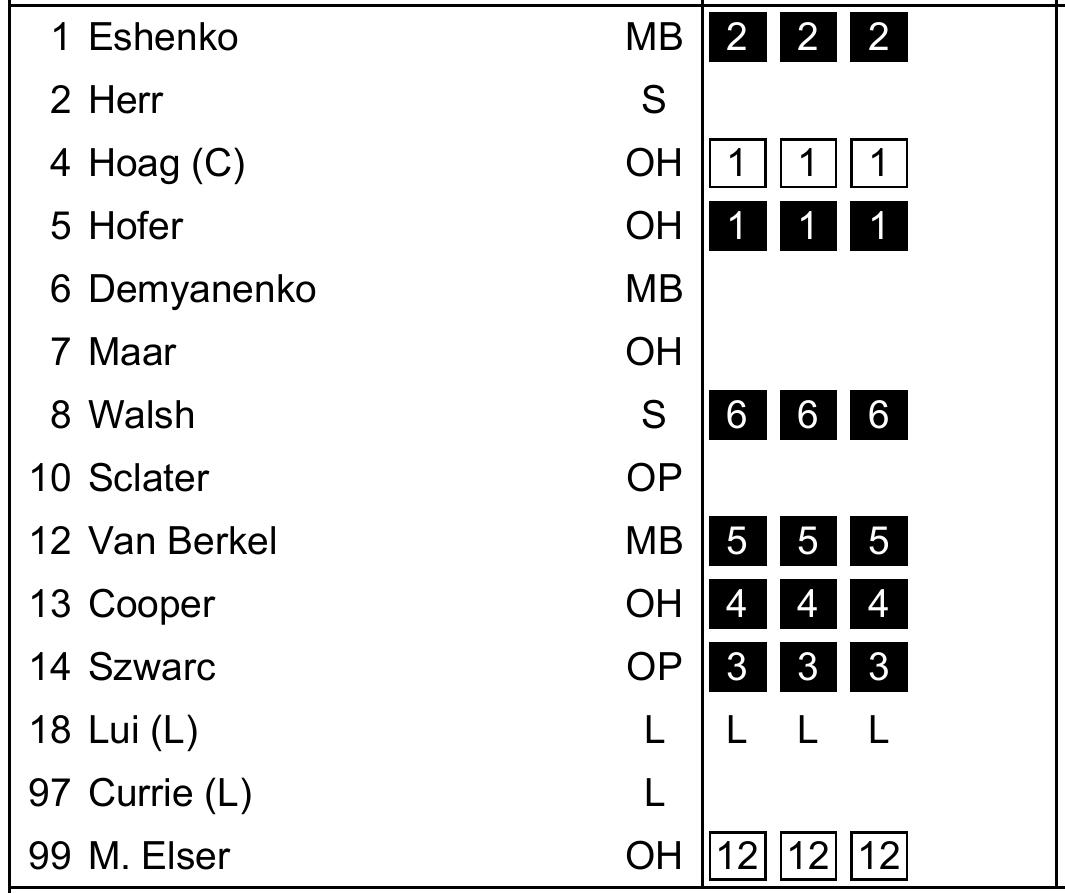 1 Eshenko MB 2 2 2
2 Herr S
4 Hoag (C) OH 1 1 1
5 Hofer OH 1 1 1
6 Demyanenko MB
7 Maar OH
8 Walsh S 6 6 6
10 Sclater OP
12 Van Berkel MB 5 5 5
13 Cooper OH 4 4 4
14 Szwarc OP 3 3 3
18 Lui (L) L L L L
97 Currie (L) L
99 M. Elser OH 12 12 12